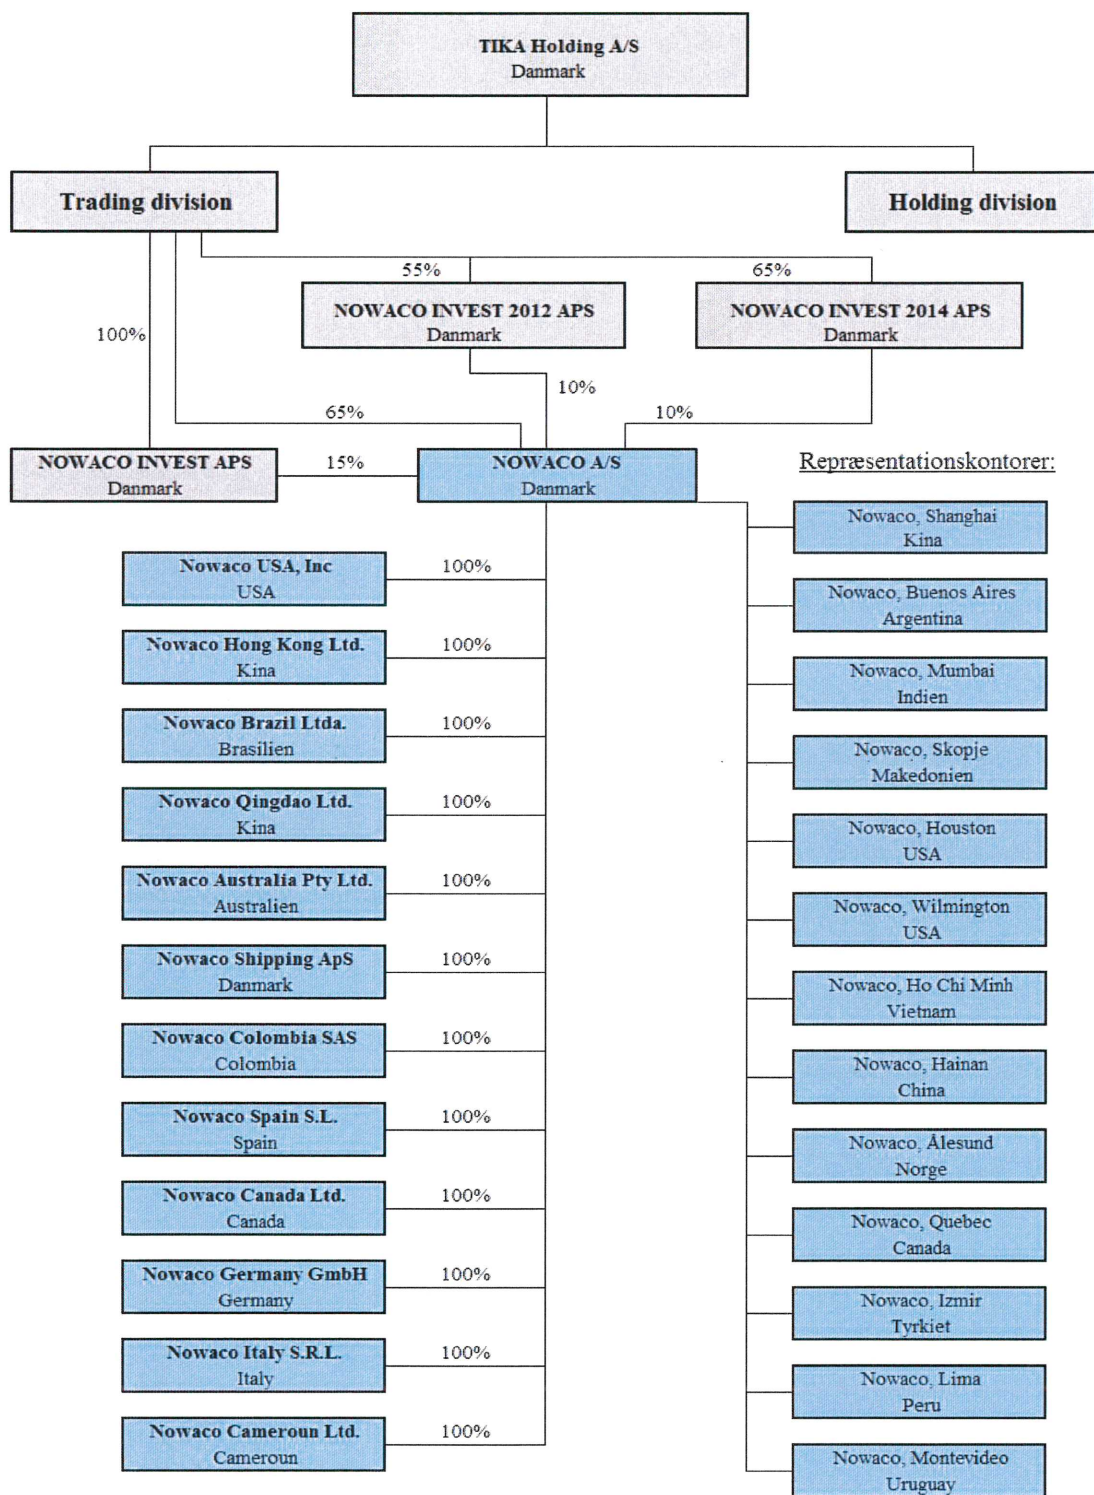 TIKA Holding A/S
Danmark
Trading division
Holding division
55%
65%
NOWACO INVEST 2012 APS
Danmark
NOWACO INVEST 2014 APS
Danmark
100%
10%
65%
10%
NOWACO INVEST APS
Danmark
15%
NOWACO A/S
Danmark
Repræsentationskontorer:
Nowaco USA, Inc
USA
100%
Nowaco Hong Kong Ltd.
Kina
100%
Nowaco Brazil Ltda.
Brasilien
100%
Nowaco Qingdao Ltd.
Kina
100%
Nowaco Australia Pty Ltd.
Australien
100%
Nowaco Shipping ApS
Danmark
100%
Nowaco Colombia SAS
Colombia
100%
Nowaco Spain S.L.
Spain
100%
Nowaco Canada Ltd.
Canada
100%
Nowaco Germany GmbH
Germany
100%
Nowaco Italy S.R.L.
Italy
100%
Nowaco Cameroun Ltd.
Cameroun
100%
Nowaco, Shanghai
Kina
Nowaco, Buenos Aires
Argentina
Nowaco, Mumbai
Indien
Nowaco, Skopje
Makedonien
Nowaco, Houston
USA
Nowaco, Wilmington
USA
Nowaco, Ho Chi Minh
Vietnam
Nowaco, Hainan
China
Nowaco, Ålesund
Norge
Nowaco, Quebec
Canada
Nowaco, Izmir
Tyrkiet
Nowaco, Lima
Peru
Nowaco, Montevideo
Uruguay